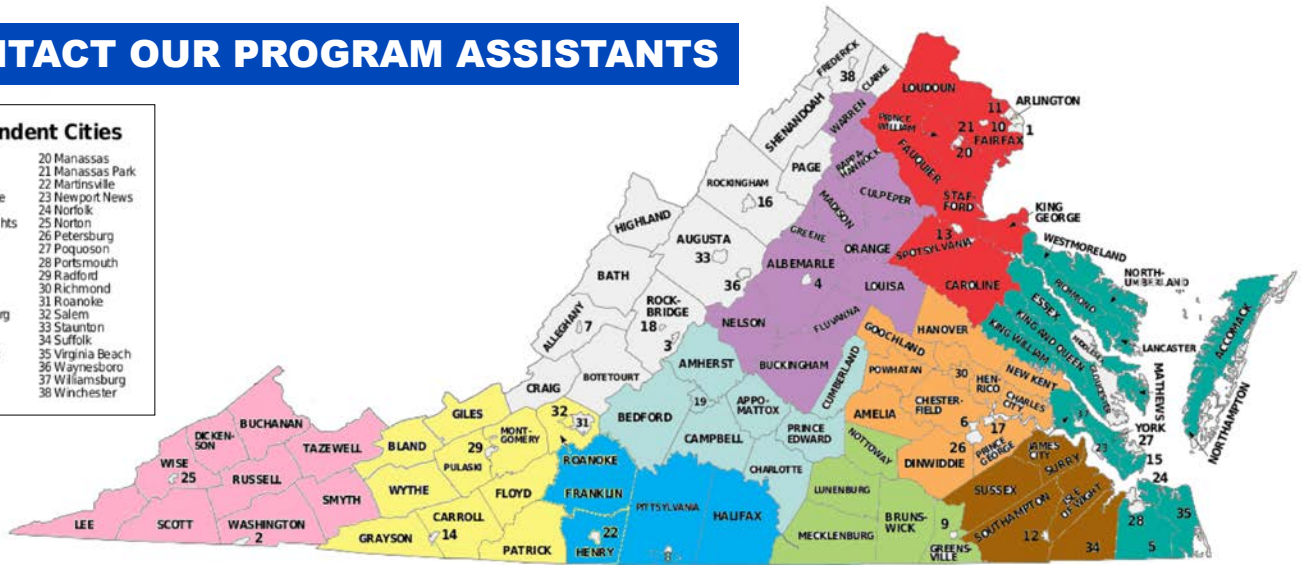 NTACT OUR PROGRAM ASSISTANTS
ndent Cities
20 Manassas
21 Manassas Park
22 Martinsville
23 Newport News
24 Norfolk
25 Norton
26 Petersburg
27 Poquoson
28 Portsmouth
29 Radford
30 Richmond
31 Roanoke
32 Salem
33 Staunton
34 Suffolk
35 Virginia Beach
36 Waynesboro
37 Williamsburg
38 Winchester
e
hts
rg
FREDERICK
38
CLARKE
LOUDOUN
SHENANDOAH
WARREN
11
ARLINGTON
PRINCE
WILLIAM
21
10
1
FAIRFAX
20
FAUQUIER
PAGE
RAPPA-
HANNOCK
ROCKINGHAM
16
CULPEPER
STAF-
FORD
KING
GEORGE
MADISON
HIGHLAND
GREENE
13
AUGUSTA
33
ORANGE
SPOTSYLVANIA
WESTMORELAND
BATH
ALBEMARLE
4
NORTH-
UMBERLAND
36
LOUISA
CAROLINE
RICHMOND
ESSEX
ROCK-
BRIDGE
18
3
ALLEGHANY
7
NELSON
FLUVANNA
HANOVER
KING AND QUEEN
KING WILLIAM
ACCOMACK
GOOCHLAND
MIDDLESEX
LANCASTER
AMHERST
BUCKINGHAM
CUMBERLAND
POWHATAN
30
HEN-
RICO
NEW KENT
GLOUCESTER
MATHEWS
CRAIG
BOTETOURT
CHARLES
CITY
NORTHAMPTON
BUCHANAN
GILES
32
31
BEDFORD
19
APPO-
MATTOX
AMELIA
CHESTER-
FIELD
6
17
YORK
27
DICKEN-
SON
TAZEWELL
BLAND
MONT-
GOMERY
29
CAMPBELL
PRINCE
EDWARD
NOTTOWAY
26
PRINCE
GEORGE
JAMES
CITY
37
23
15
WISE
25
RUSSELL
PULASKI
ROANOKE
CHARLOTTE
DINWIDDIE
SURRY
24
SMYTH
WYTHE
FLOYD
FRANKLIN
PITTSYLVANIA
HALIFAX
LUNENBURG
SUSSEX
ISLE
OF WIGHT
LEE
SCOTT
WASHINGTON
2
CARROLL
14
GRAYSON
PATRICK
22
HENRY
8
MECKLENBURG
BRUNS-
WICK
9
GREENS-
VILLE
SOUTHAMPTON
12
34
28
35
5